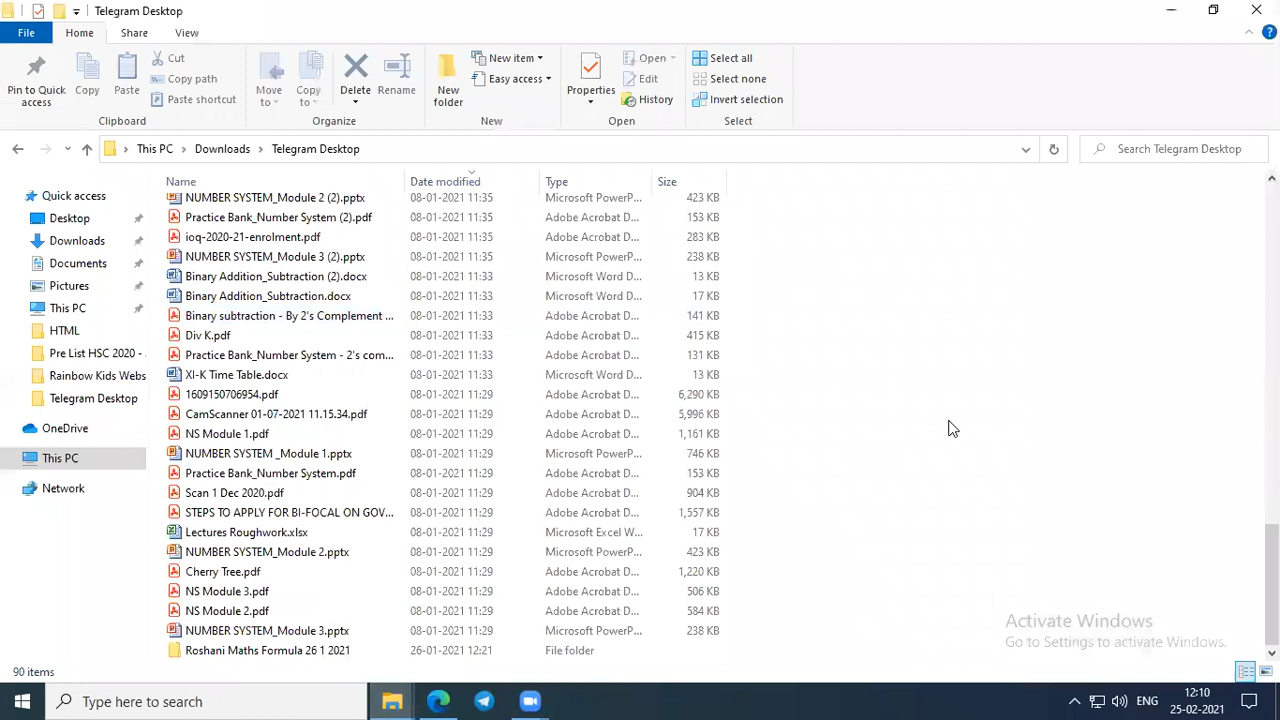 Telegram Desktop
File Home Share View
Pin to Quick access
Copy
Paste
Cut
Copy path
Paste shortcut
Clipboard
Move to
Copy to
Delete
Rename
Organize
New folder
New item
Easy access
New
Properties
Open
Edit
History
Open
Select all
Select none
Invert selection
Select
This PC > Downloads > Telegram Desktop
Search Telegram Desktop
Quick access
Desktop
Downloads
Documents
Pictures
This PC
HTML
Pre List HSC 2020 -
Rainbow Kids Webs
Telegram Desktop
OneDrive
This PC
Network
Name Date modified Type Size
NUMBER SYSTEM_Module 2 (2).pptx 08-01-2021 11:35 Microsoft PowerP... 423 KB
Practice Bank_Number System (2).pdf 08-01-2021 11:35 Adobe Acrobat D... 153 KB
ioq-2020-21-enrolment.pdf 08-01-2021 11:35 Adobe Acrobat D... 283 KB
NUMBER SYSTEM_Module 3 (2).pptx 08-01-2021 11:35 Microsoft PowerP... 238 KB
Binary Addition_Subtraction (2).docx 08-01-2021 11:33 Microsoft Word D... 13 KB
Binary Addition_Subtraction.docx 08-01-2021 11:33 Microsoft Word D... 17 KB
Binary subtraction - By 2's Complement ... 08-01-2021 11:33 Adobe Acrobat D... 141 KB
Div K.pdf 08-01-2021 11:33 Adobe Acrobat D... 415 KB
Practice Bank_Number System - 2's com... 08-01-2021 11:33 Adobe Acrobat D... 131 KB
XI-K Time Table.docx 08-01-2021 11:33 Microsoft Word D... 13 KB
1609150706954.pdf 08-01-2021 11:29 Adobe Acrobat D... 6,290 KB
CamScanner 01-07-2021 11.15.34.pdf 08-01-2021 11:29 Adobe Acrobat D... 5,996 KB
NS Module 1.pdf 08-01-2021 11:29 Adobe Acrobat D... 1,161 KB
NUMBER SYSTEM _Module 1.pptx 08-01-2021 11:29 Microsoft PowerP... 746 KB
Practice Bank_Number System.pdf 08-01-2021 11:29 Adobe Acrobat D... 153 KB
Scan 1 Dec 2020.pdf 08-01-2021 11:29 Adobe Acrobat D... 904 KB
STEPS TO APPLY FOR BI-FOCAL ON GOV... 08-01-2021 11:29 Adobe Acrobat D... 1,557 KB
Lectures Roughwork.xlsx 08-01-2021 11:29 Microsoft Excel W... 17 KB
NUMBER SYSTEM_Module 2.pptx 08-01-2021 11:29 Microsoft PowerP... 423 KB
Cherry Tree.pdf 08-01-2021 11:29 Adobe Acrobat D... 1,220 KB
NS Module 3.pdf 08-01-2021 11:29 Adobe Acrobat D... 506 KB
NS Module 2.pdf 08-01-2021 11:29 Adobe Acrobat D... 584 KB
NUMBER SYSTEM_Module 3.pptx 08-01-2021 11:29 Microsoft PowerP... 238 KB
Roshani Maths Formula 26 1 2021 26-01-2021 12:21 File folder
Activate Windows
Go to Settings to activate Windows.
90 items
Type here to search
ENG
12:10
25-02-2021